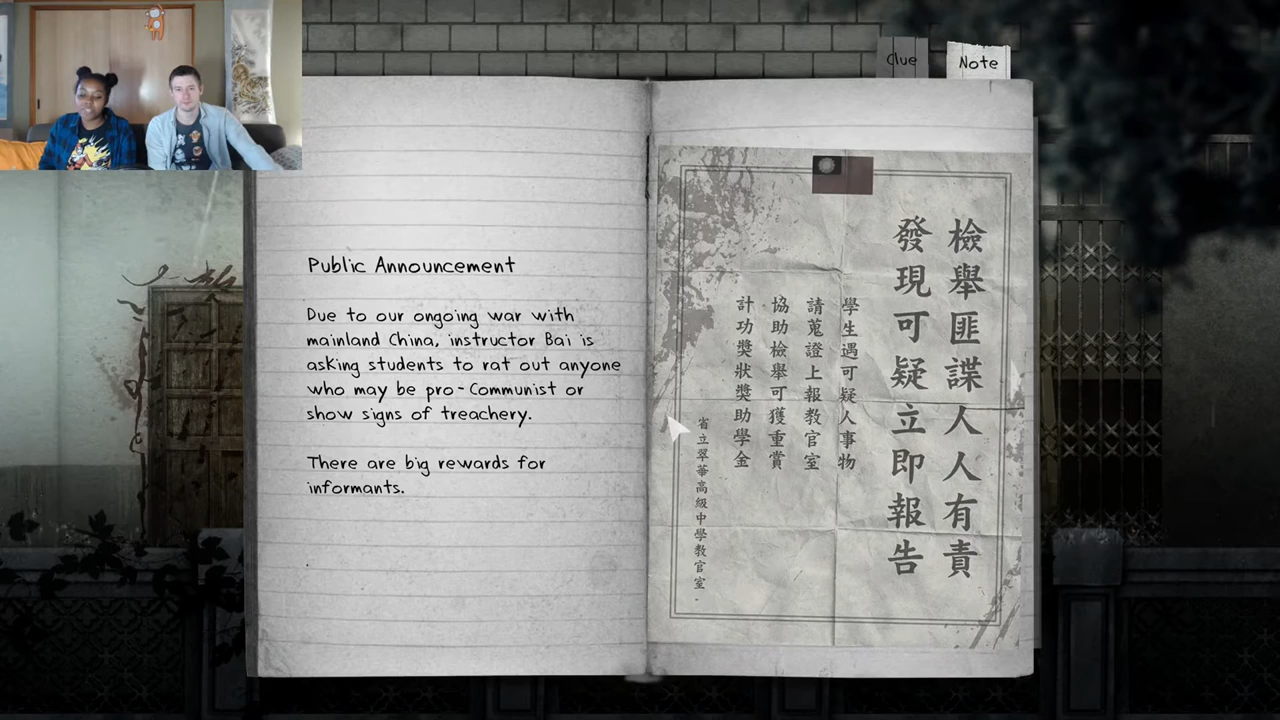 Clue
Note
Public Announcement
Due to our ongoing war with
mainland China, instructor Bai is
asking students to rat out anyone
who may be pro-Communist or
show signs of treachery.
There are big rewards for
informants.
檢舉匪諜人人有責
發現可疑立即報告
學生遇可疑人事物
請蒐證上報教官室
協助檢舉可獲重賞
計功獎狀獎助學金
省立翠華高級中學教官室